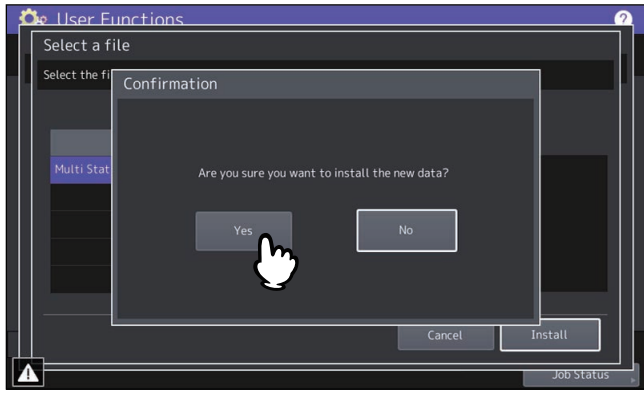 User Functions
?
Select a file
Select the fi
Confirmation
Multi Stat
Are you sure you want to install the new data?
Yes
No
Cancel
Install
Job Status